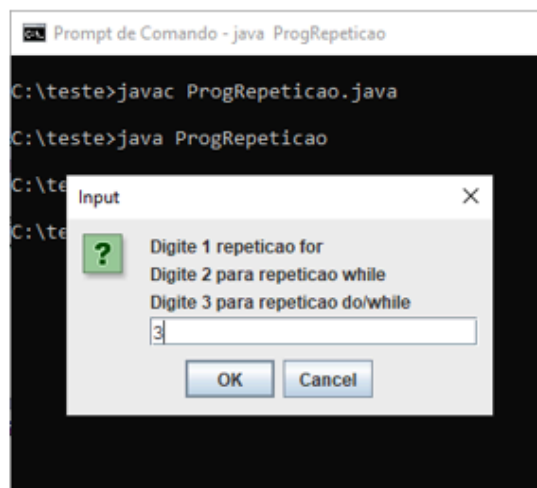 Prompt de Comando - java ProgRepeticao
C:\teste>javac ProgRepeticao.java
C:\teste>java ProgRepeticao
C:\te
C:\te
Input
?
Digite 1 repeticao for
Digite 2 para repeticao while
Digite 3 para repeticao do/while
3
OK Cancel